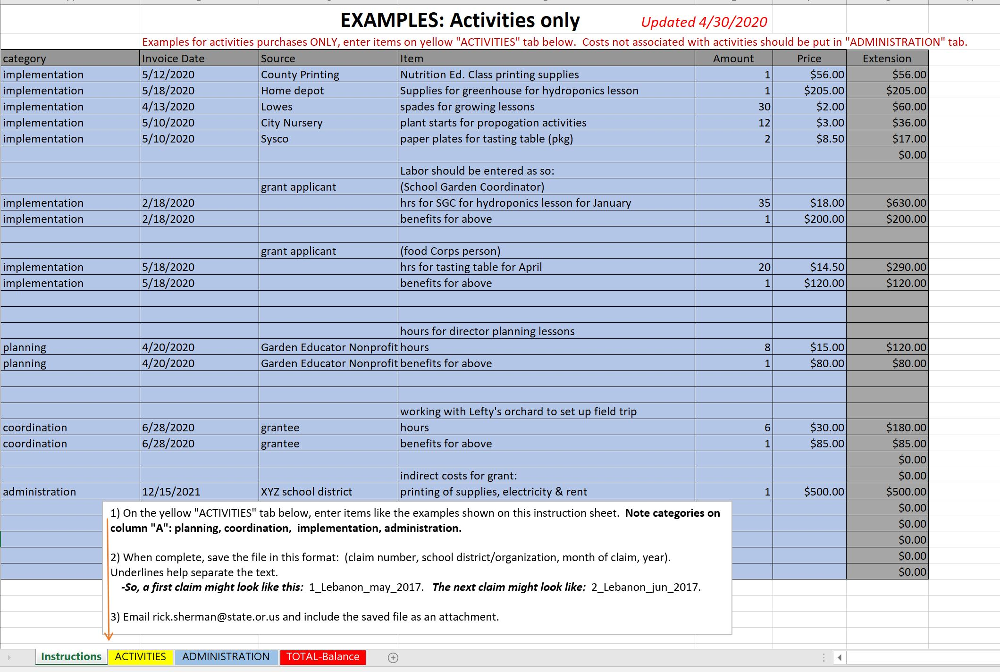 EXAMPLES: Activities only Updated 4/30/2020
Examples for activities purchases ONLY, enter items on yellow "ACTIVITIES" tab below. Costs not associated with activities should be put in "ADMINISTRATION" tab.
category Invoice Date Source Item Amount Price Extension
implementation 5/12/2020 County Printing Nutrition Ed. Class printing supplies 1 $56.00 $56.00
implementation 5/18/2020 Home depot Supplies for greenhouse for hydroponics lesson 1 $205.00 $205.00
implementation 4/13/2020 Lowes spades for growing lessons 30 $2.00 $60.00
implementation 5/10/2020 City Nursery plant starts for propogation activities 12 $3.00 $36.00
implementation 5/10/2020 Sysco paper plates for tasting table (pkg) 2 $8.50 $17.00
$0.00
Labor should be entered as so:
grant applicant (School Garden Coordinator)
implementation 2/18/2020 hrs for SGC for hydroponics lesson for January 35 $18.00 $630.00
implementation 2/18/2020 benefits for above 1 $200.00 $200.00
grant applicant (food Corps person)
implementation 5/18/2020 hrs for tasting table for April 20 $14.50 $290.00
implementation 5/18/2020 benefits for above 1 $120.00 $120.00
hours for director planning lessons
planning 4/20/2020 Garden Educator Nonprofit hours 8 $15.00 $120.00
planning 4/20/2020 Garden Educator Nonprofit benefits for above 1 $80.00 $80.00
working with Lefty's orchard to set up field trip
coordination 6/28/2020 grantee hours 6 $30.00 $180.00
coordination 6/28/2020 grantee benefits for above 1 $85.00 $85.00
$0.00
indirect costs for grant: $0.00
administration 12/15/2021 XYZ school district printing of supplies, electricity & rent 1 $500.00 $500.00
$0.00
$0.00
$0.00
$0.00
$0.00
1) On the yellow "ACTIVITIES" tab below, enter items like the examples shown on this instruction sheet. Note categories on
column "A": planning, coordination, implementation, administration.
2) When complete, save the file in this format: (claim number, school district/organization, month of claim, year).
Underlines help separate the text.
-So, a first claim might look like this: 1_Lebanon_may_2017. The next claim might look like: 2_Lebanon_jun_2017.
3) Email rick.sherman@state.or.us and include the saved file as an attachment.
Instructions ACTIVITIES ADMINISTRATION TOTAL-Balance